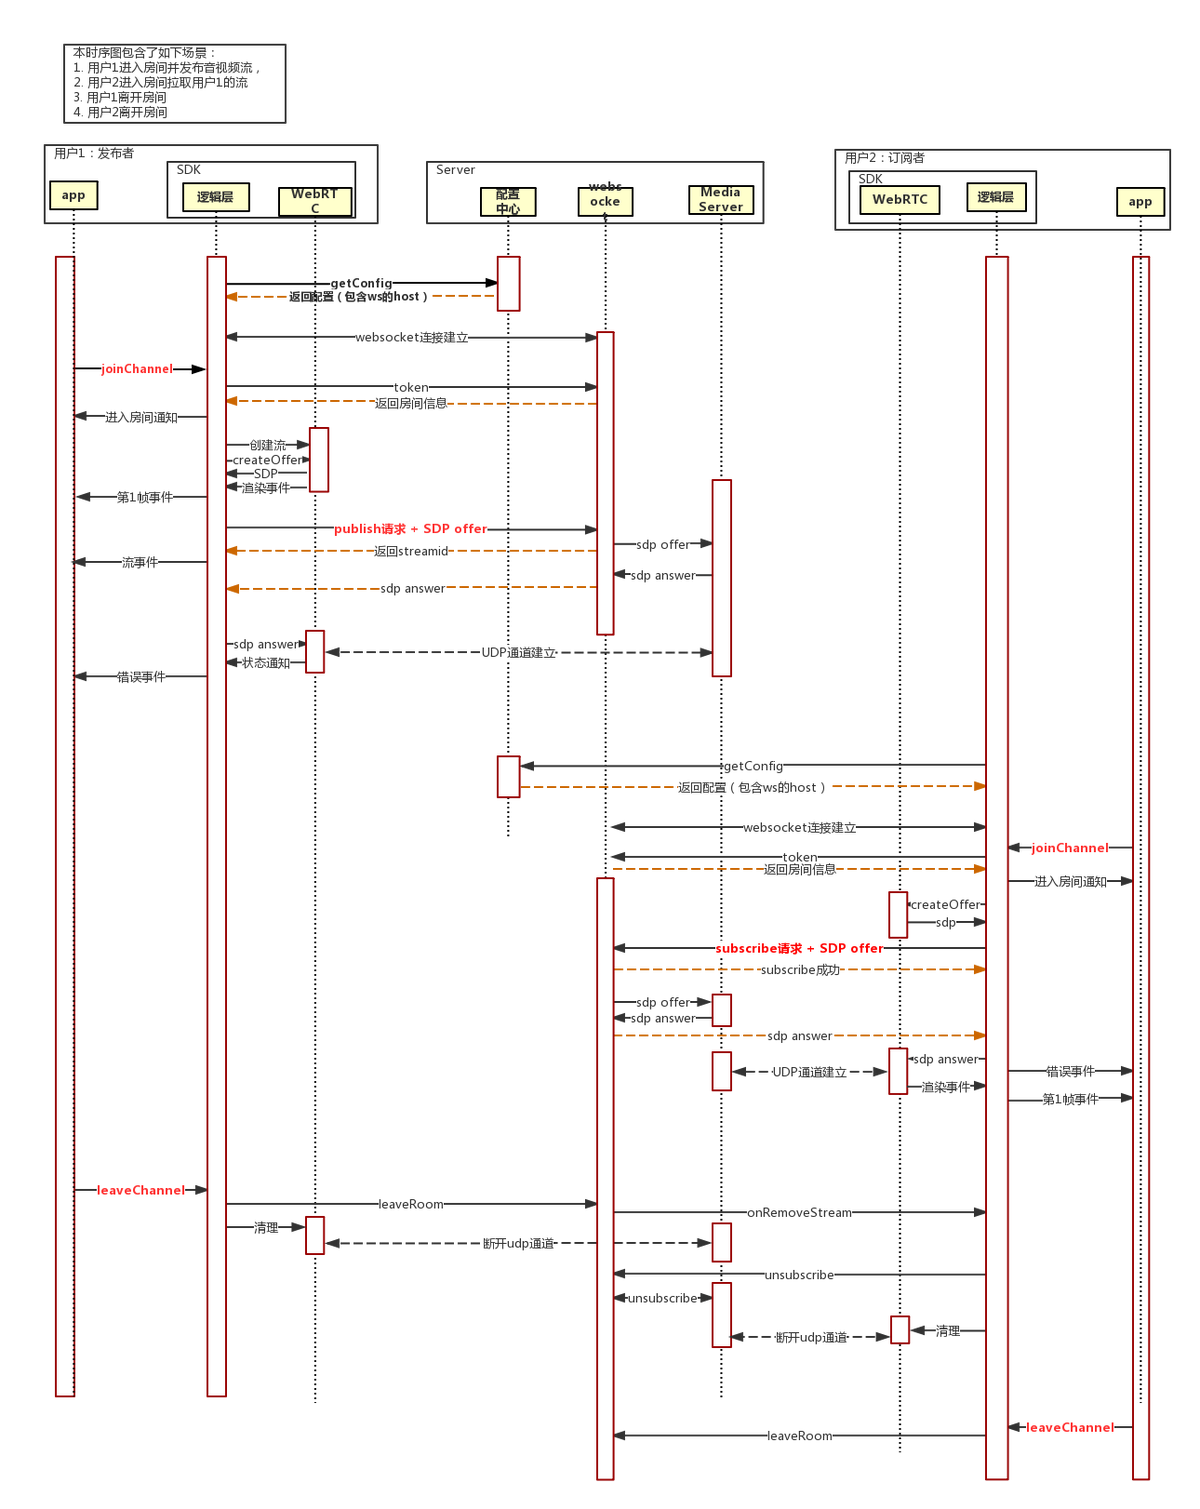 本时序图包含了如下场景：
1. 用户1进入房间并发布音视频流，
2. 用户2进入房间拉取用户1的流
3. 用户1离开房间
4. 用户2离开房间
用户1：发布者
SDK
app
逻辑层
WebRT
C
Server
配置
中心
webs
ocke
t
Media
Server
用户2：订阅者
SDK
WebRTC
逻辑层
app
getConfig
返回配置（包含ws的host）
websocket连接建立
joinChannel
token
返回房间信息
进入房间通知
创建流
createOffer
SDP
渲染事件
第1帧事件
publish请求 + SDP offer
sdp offer
返回streamid
流事件
sdp answer
sdp answer
sdp answer
UDP通道建立
状态通知
错误事件
getConfig
返回配置（包含ws的host）
websocket连接建立
joinChannel
token
返回房间信息
进入房间通知
createOffer
sdp
subscribe请求 + SDP offer
subscribe成功
sdp offer
sdp answer
sdp answer
sdp answer
UDP通道建立
错误事件
渲染事件
第1帧事件
leaveChannel
leaveRoom
onRemoveStream
清理
断开udp通道
unsubscribe
unsubscribe
清理
断开udp通道
leaveChannel
leaveRoom